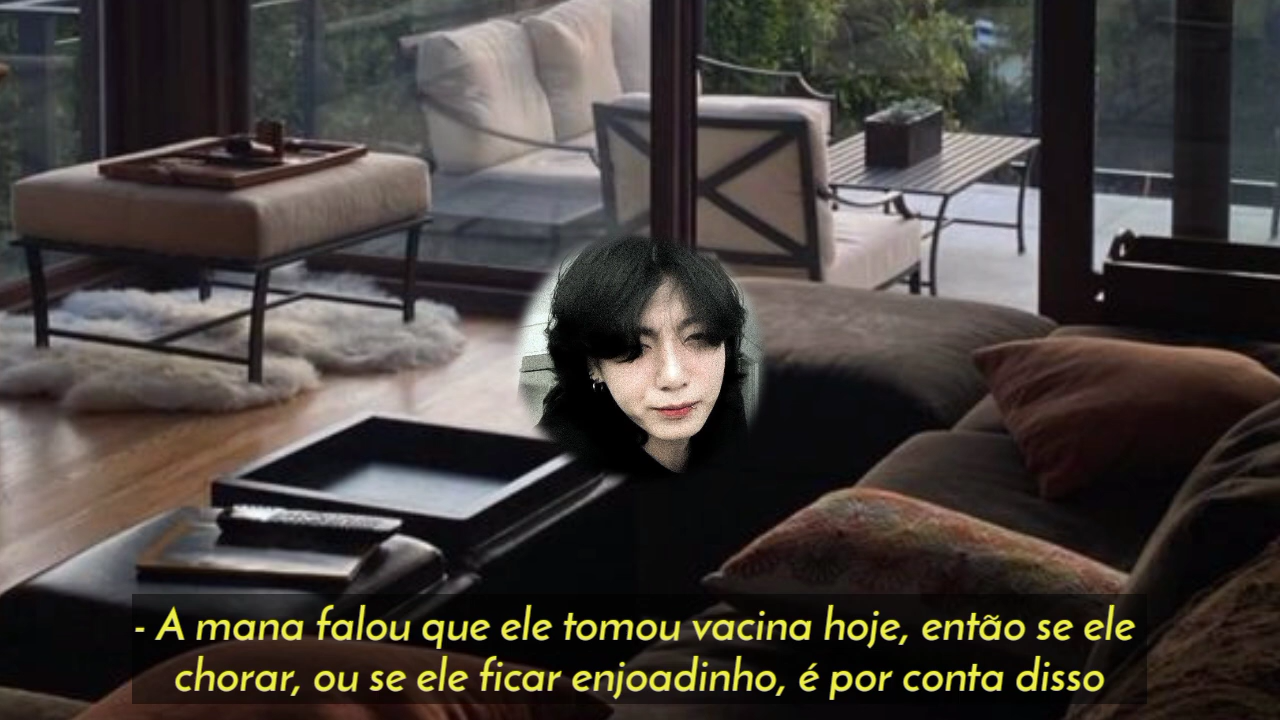 - A mana falou que ele tomou vacina hoje, então se ele
chorar, ou se ele ficar enjoadinho, é por conta disso